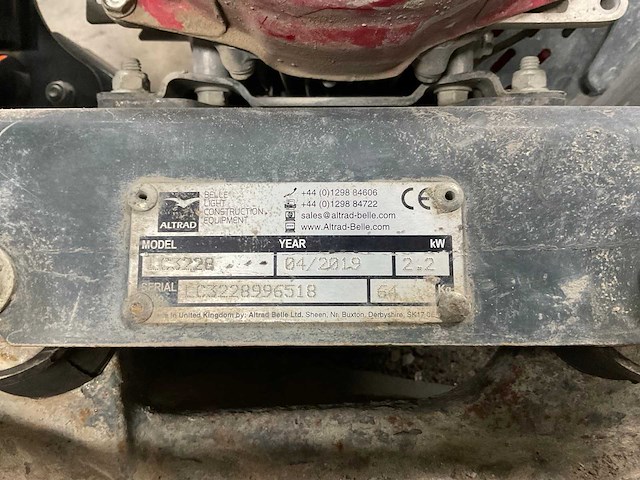 ALTRAD
BELLE
LIGHT
CONSTRUCTION
EQUIPMENT
+44 (0)1298 84606
+44 (0)1298 84722
sales@altrad-belle.com
www.Altrad-Belle.com
CE
MODEL YEAR kW
LC3228 04/2019 2.2
SERIAL LC3228996518 64 Kg
in United Kingdom by: Altrad Belle Ltd. Sheen, Nr. Buxton, Derbyshire, SK17